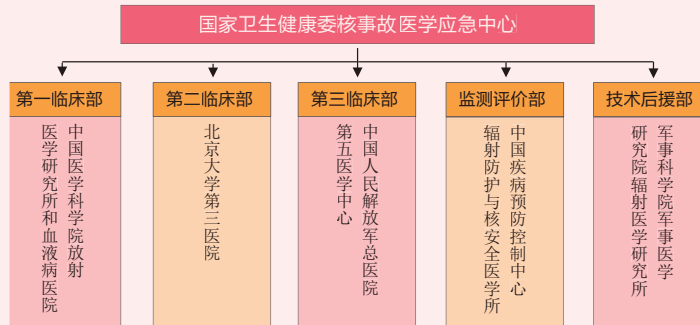 国家卫生健康委核事故医学应急中心
第一临床部
中国医学科学院放射
医学研究所和血液病医院
第二临床部
北京大学第三医院
第三临床部
中国人民解放军总医院
第五医学中心
监测评价部
中国疾病预防控制中心
辐射防护与核安全医学所
技术后援部
军事科学院军事医学
研究院辐射医学研究所